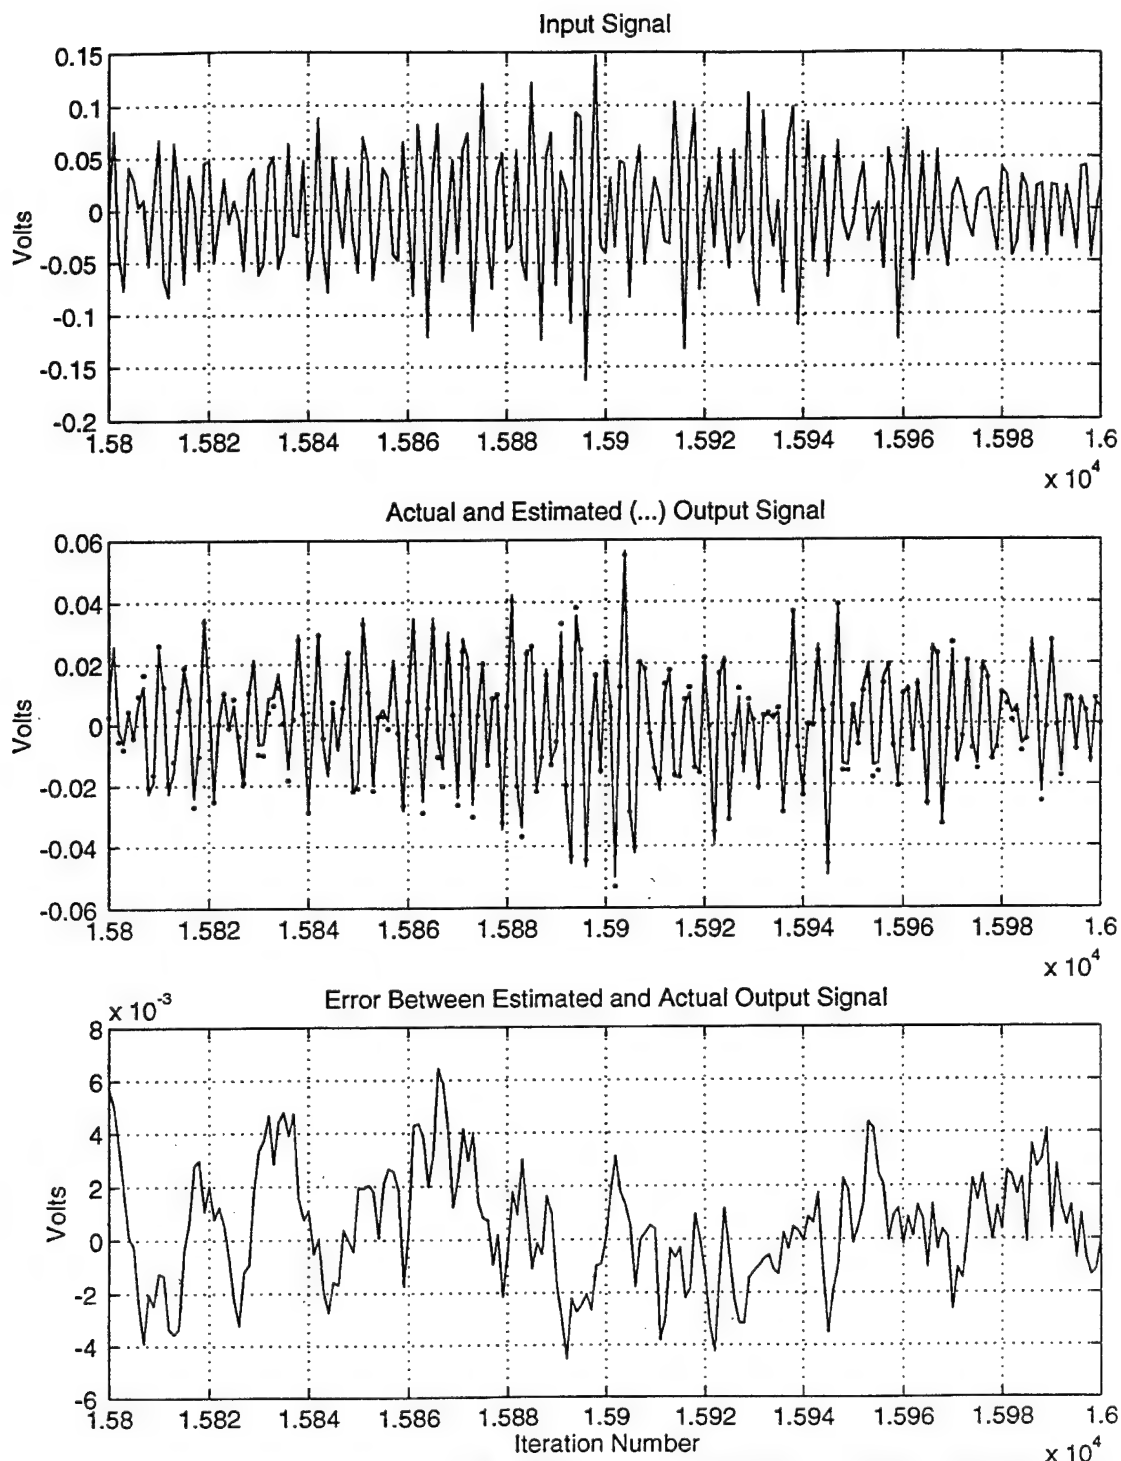 Input Signal
0.15
0.1
0.05
0
-0.05
-0.1
-0.15
-0.2
Volts
1.58 1.582 1.584 1.586 1.588 1.59 1.592 1.594 1.596 1.598 1.6
x 10^4
Actual and Estimated (...) Output Signal
0.06
0.04
0.02
0
-0.02
-0.04
-0.06
Volts
1.58 1.582 1.584 1.586 1.588 1.59 1.592 1.594 1.596 1.598 1.6
x 10^4
Error Between Estimated and Actual Output Signal
x 10^-3
8
6
4
2
0
-2
-4
-6
Volts
1.58 1.582 1.584 1.586 1.588 1.59 1.592 1.594 1.596 1.598 1.6
Iteration Number
x 10^4